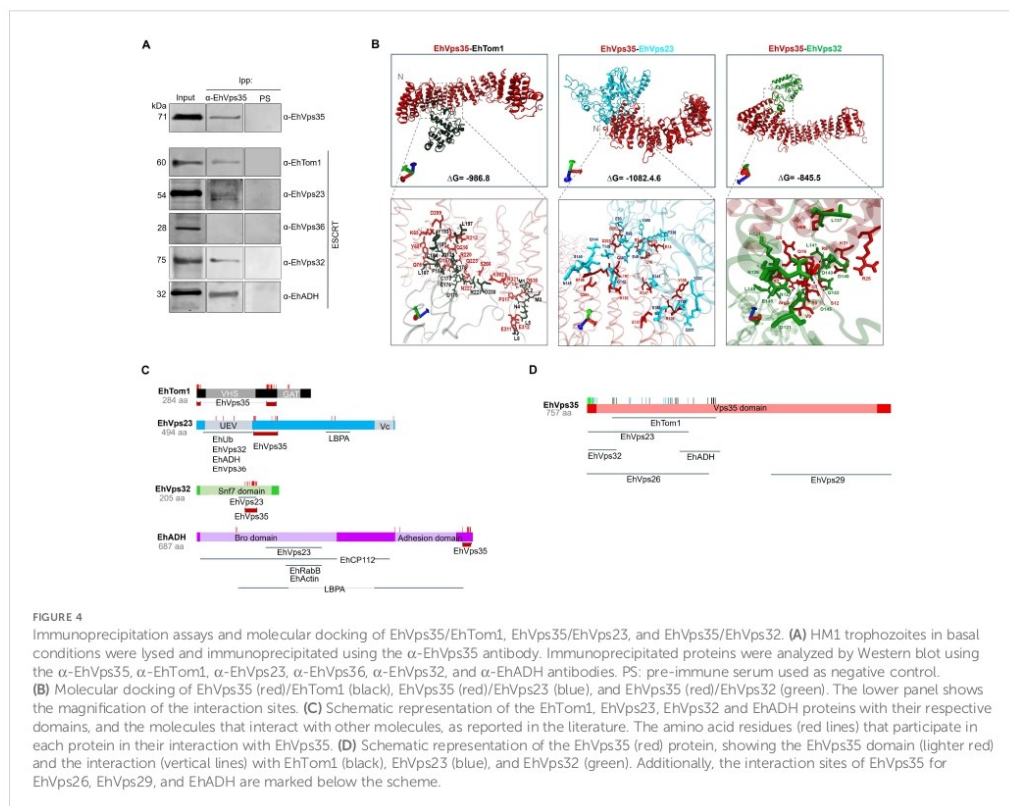 A
Ipp:
Input α-EhVps35 PS
kDa
71 α-EhVps35
60 α-EhTom1
54 α-EhVps23
28 α-EhVps36
75 α-EhVps32
32 α-EhADH
ESCRT
B
EhVps35-EhTom1
N
C
ΔG= -986.8
EhVps35-EhVps23
N
C
ΔG= -1082.4.6
EhVps35-EhVps32
N
C
ΔG= -845.5
C
EhTom1
284 aa
VHS
GAT
EhVps35
EhVps23
494 aa
UEV
Vc
EhUb
EhVps32
EhADH
EhVps36
EhVps35
LBPA
EhVps32
205 aa
Snf7 domain
EhVps23
EhVps35
EhADH
687 aa
Bro domain
Adhesion domain
EhVps35
EhVps23
EhCP112
EhRabB
EhActin
LBPA
D
EhVps35
757 aa
Vps35 domain
EhTom1
EhVps23
EhVps32
EhADH
EhVps26
EhVps29
FIGURE 4
Immunoprecipitation assays and molecular docking of EhVps35/EhTom1, EhVps35/EhVps23, and EhVps35/EhVps32. (A) HM1 trophozoites in basal
conditions were lysed and immunoprecipitated using the α-EhVps35 antibody. Immunoprecipitated proteins were analyzed by Western blot using
the α-EhVps35, α-EhTom1, α-EhVps23, α-EhVps36, α-EhVps32, and α-EhADH antibodies. PS: pre-immune serum used as negative control.
(B) Molecular docking of EhVps35 (red)/EhTom1 (black), EhVps35 (red)/EhVps23 (blue), and EhVps35 (red)/EhVps32 (green). The lower panel shows
the magnification of the interaction sites. (C) Schematic representation of the EhTom1, EhVps23, EhVps32 and EhADH proteins with their respective
domains, and the molecules that interact with other molecules, as reported in the literature. The amino acid residues (red lines) that participate in
each protein in their interaction with EhVps35. (D) Schematic representation of the EhVps35 (red) protein, showing the EhVps35 domain (lighter red)
and the interaction (vertical lines) with EhTom1 (black), EhVps23 (blue), and EhVps32 (green). Additionally, the interaction sites of EhVps35 for
EhVps26, EhVps29, and EhADH are marked below the scheme.